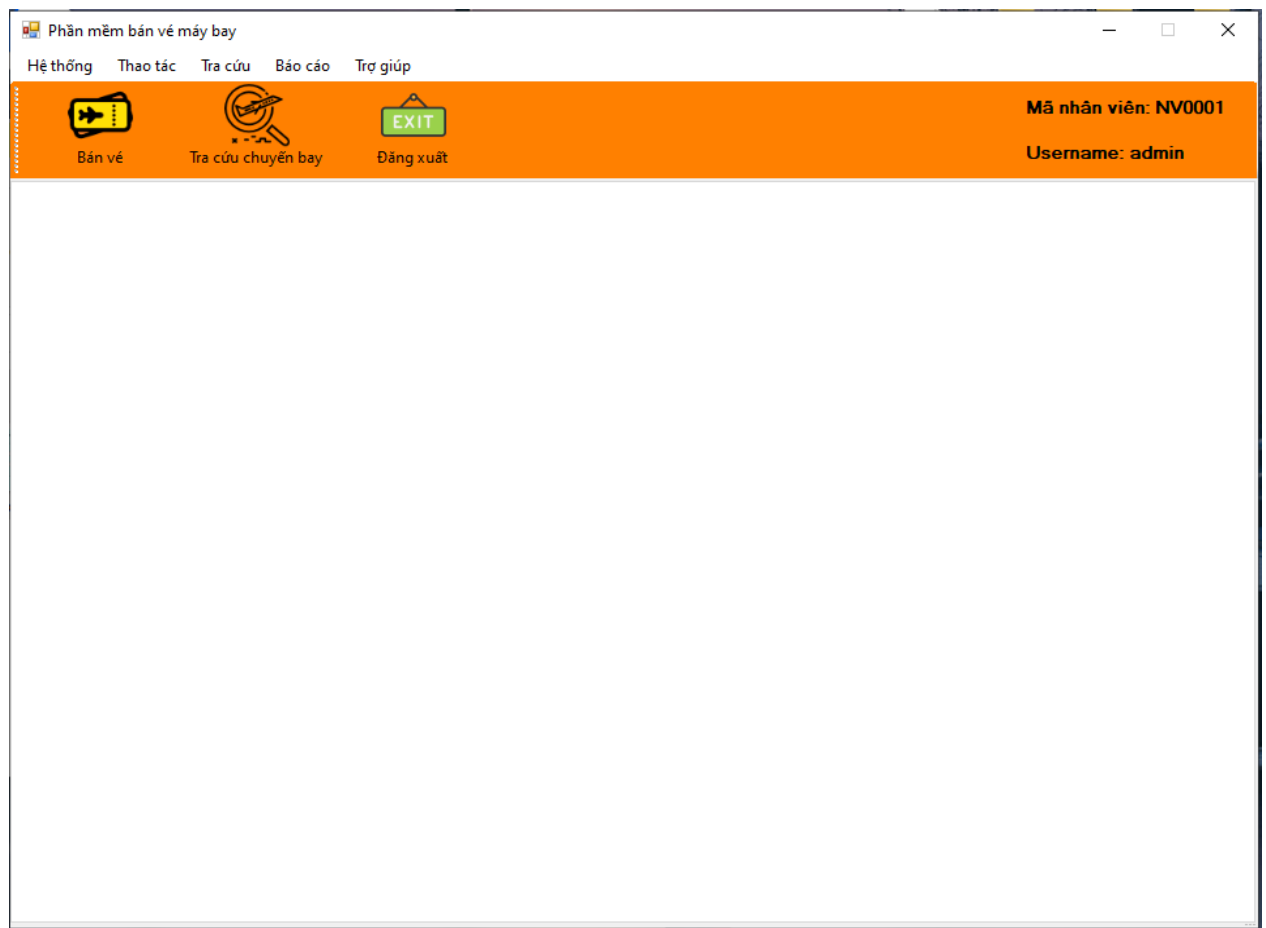 Phần mềm bán vé máy bay
Hệ thống Thao tác Tra cứu Báo cáo Trợ giúp
EXIT
Bán vé Tra cứu chuyến bay Đăng xuất
Mã nhân viên: NV0001
Username: admin